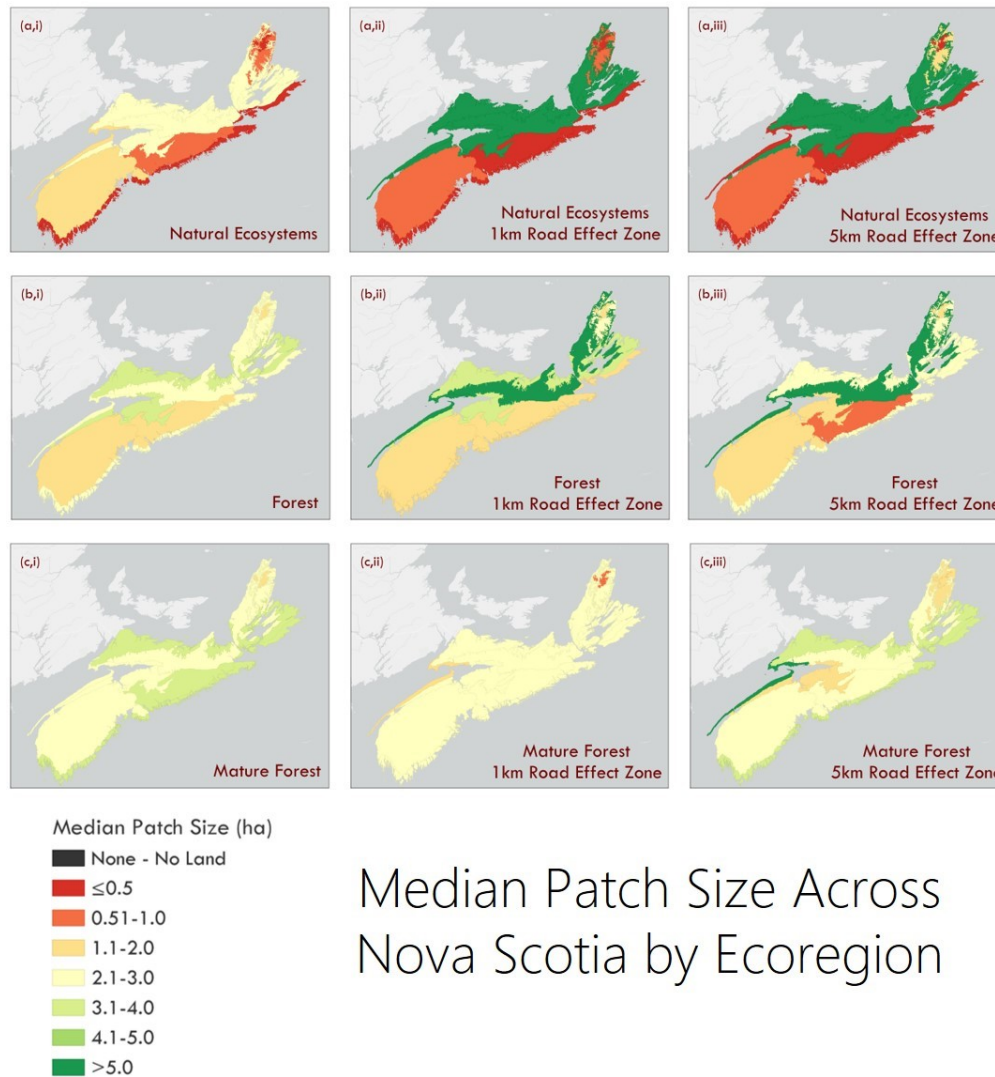 (a,i)
Natural Ecosystems
(a,ii)
Natural Ecosystems
1km Road Effect Zone
(a,iii)
Natural Ecosystems
5km Road Effect Zone
(b,i)
Forest
(b,ii)
Forest
1km Road Effect Zone
(b,iii)
Forest
5km Road Effect Zone
(c,i)
Mature Forest
(c,ii)
Mature Forest
1km Road Effect Zone
(c,iii)
Mature Forest
5km Road Effect Zone
Median Patch Size (ha)
None - No Land
≤0.5
0.51-1.0
1.1-2.0
2.1-3.0
3.1-4.0
4.1-5.0
>5.0
Median Patch Size Across
Nova Scotia by Ecoregion